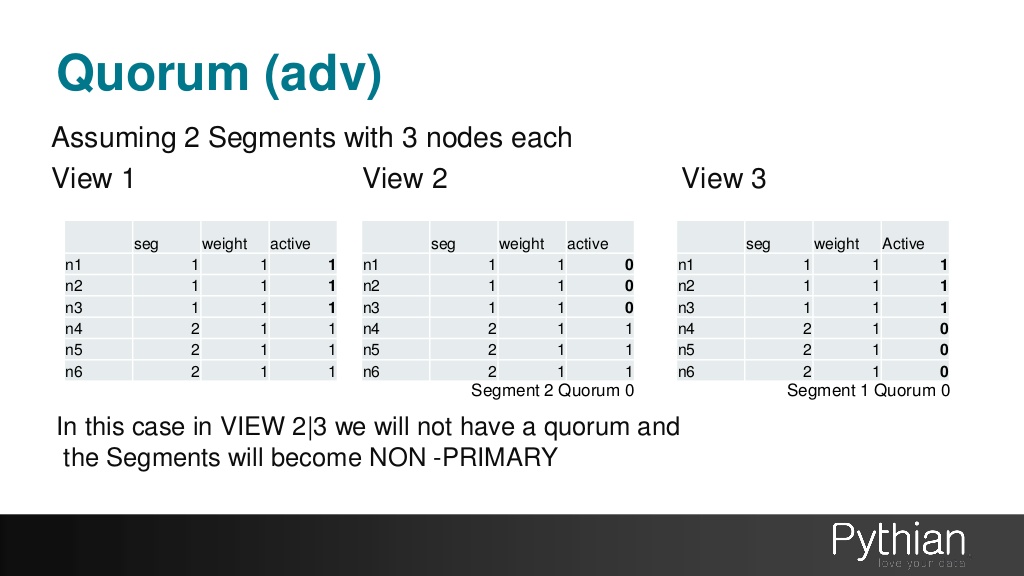 Quorum (adv)
Assuming 2 Segments with 3 nodes each
View 1 View 2 View 3
seg weight active
n1 1 1 1
n2 1 1 1
n3 1 1 1
n4 2 1 1
n5 2 1 1
n6 2 1 1
seg weight active
n1 1 1 0
n2 1 1 0
n3 1 1 0
n4 2 1 1
n5 2 1 1
n6 2 1 1
Segment 2 Quorum 0
seg weight Active
n1 1 1 1
n2 1 1 1
n3 1 1 1
n4 2 1 0
n5 2 1 0
n6 2 1 0
Segment 1 Quorum 0
In this case in VIEW 2|3 we will not have a quorum and
the Segments will become NON -PRIMARY
Pythian
love your data